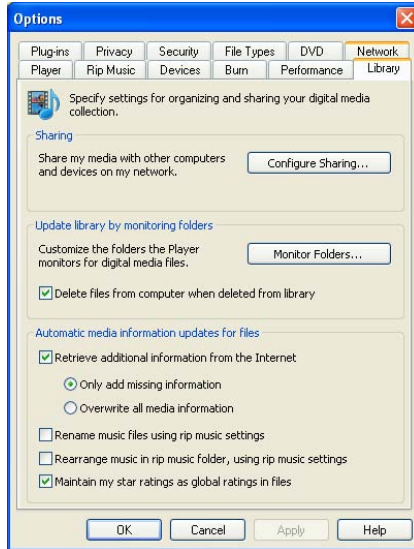 Options
Plug-ins Privacy Security File Types DVD Network
Player Rip Music Devices Burn Performance Library
Specify settings for organizing and sharing your digital media
collection.
Sharing
Share my media with other computers
and devices on my network.
Configure Sharing...
Update library by monitoring folders
Customize the folders the Player
monitors for digital media files.
Monitor Folders...
Delete files from computer when deleted from library
Automatic media information updates for files
Retrieve additional information from the Internet
Only add missing information
Overwrite all media information
Rename music files using rip music settings
Rearrange music in rip music folder, using rip music settings
Maintain my star ratings as global ratings in files
OK Cancel Apply Help